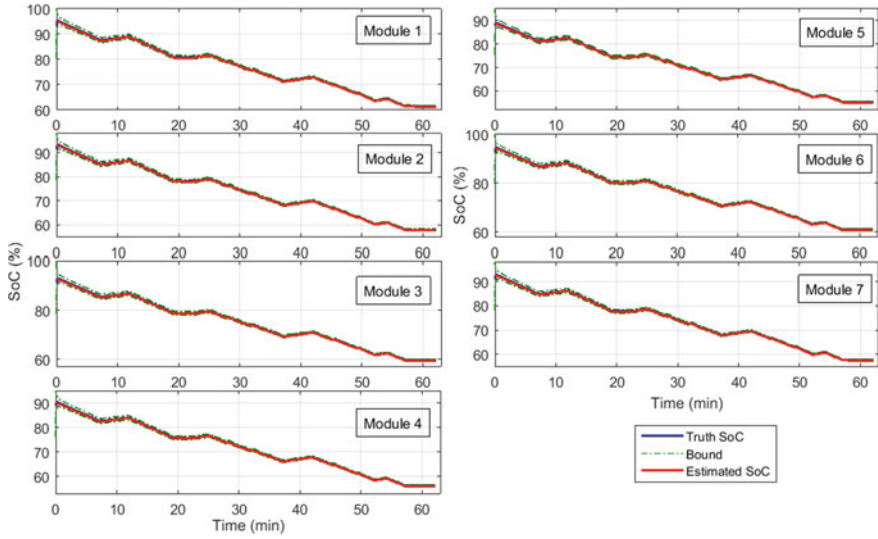 100
90
80
70
60
Module 1
0 10 20 30 40 50 60
90
80
70
60
Module 2
0 10 20 30 40 50 60
100
80
60
Module 3
0 10 20 30 40 50 60
90
80
70
60
Module 4
0 10 20 30 40 50 60
SoC (%)
Time (min)
90
80
70
60
Module 5
0 10 20 30 40 50 60
100
80
60
Module 6
0 10 20 30 40 50 60
90
80
70
60
Module 7
0 10 20 30 40 50 60
SoC (%)
Time (min)
Truth SoC
Bound
Estimated SoC